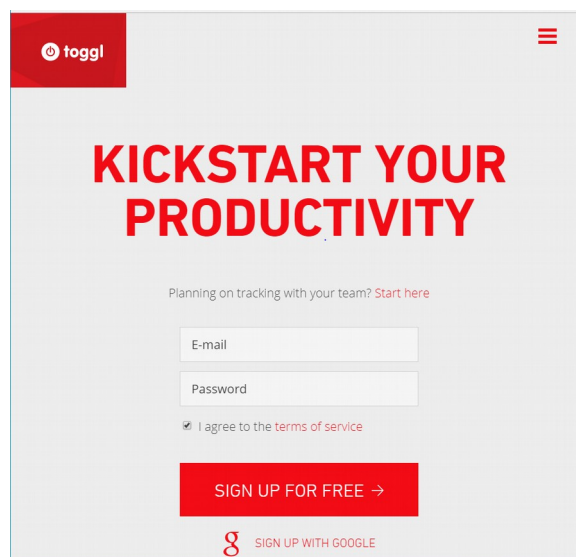 toggl
KICKSTART YOUR
PRODUCTIVITY
Planning on tracking with your team? Start here
E-mail
Password
I agree to the terms of service
SIGN UP FOR FREE →
g SIGN UP WITH GOOGLE